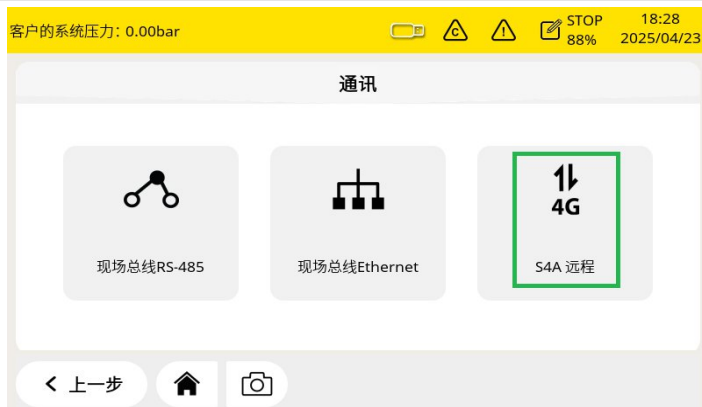 客户的系统压力: 0.00bar
C
!
STOP
88%
18:28
2025/04/23
通讯
4G
现场总线RS-485
现场总线Ethernet
S4A 远程
上一步